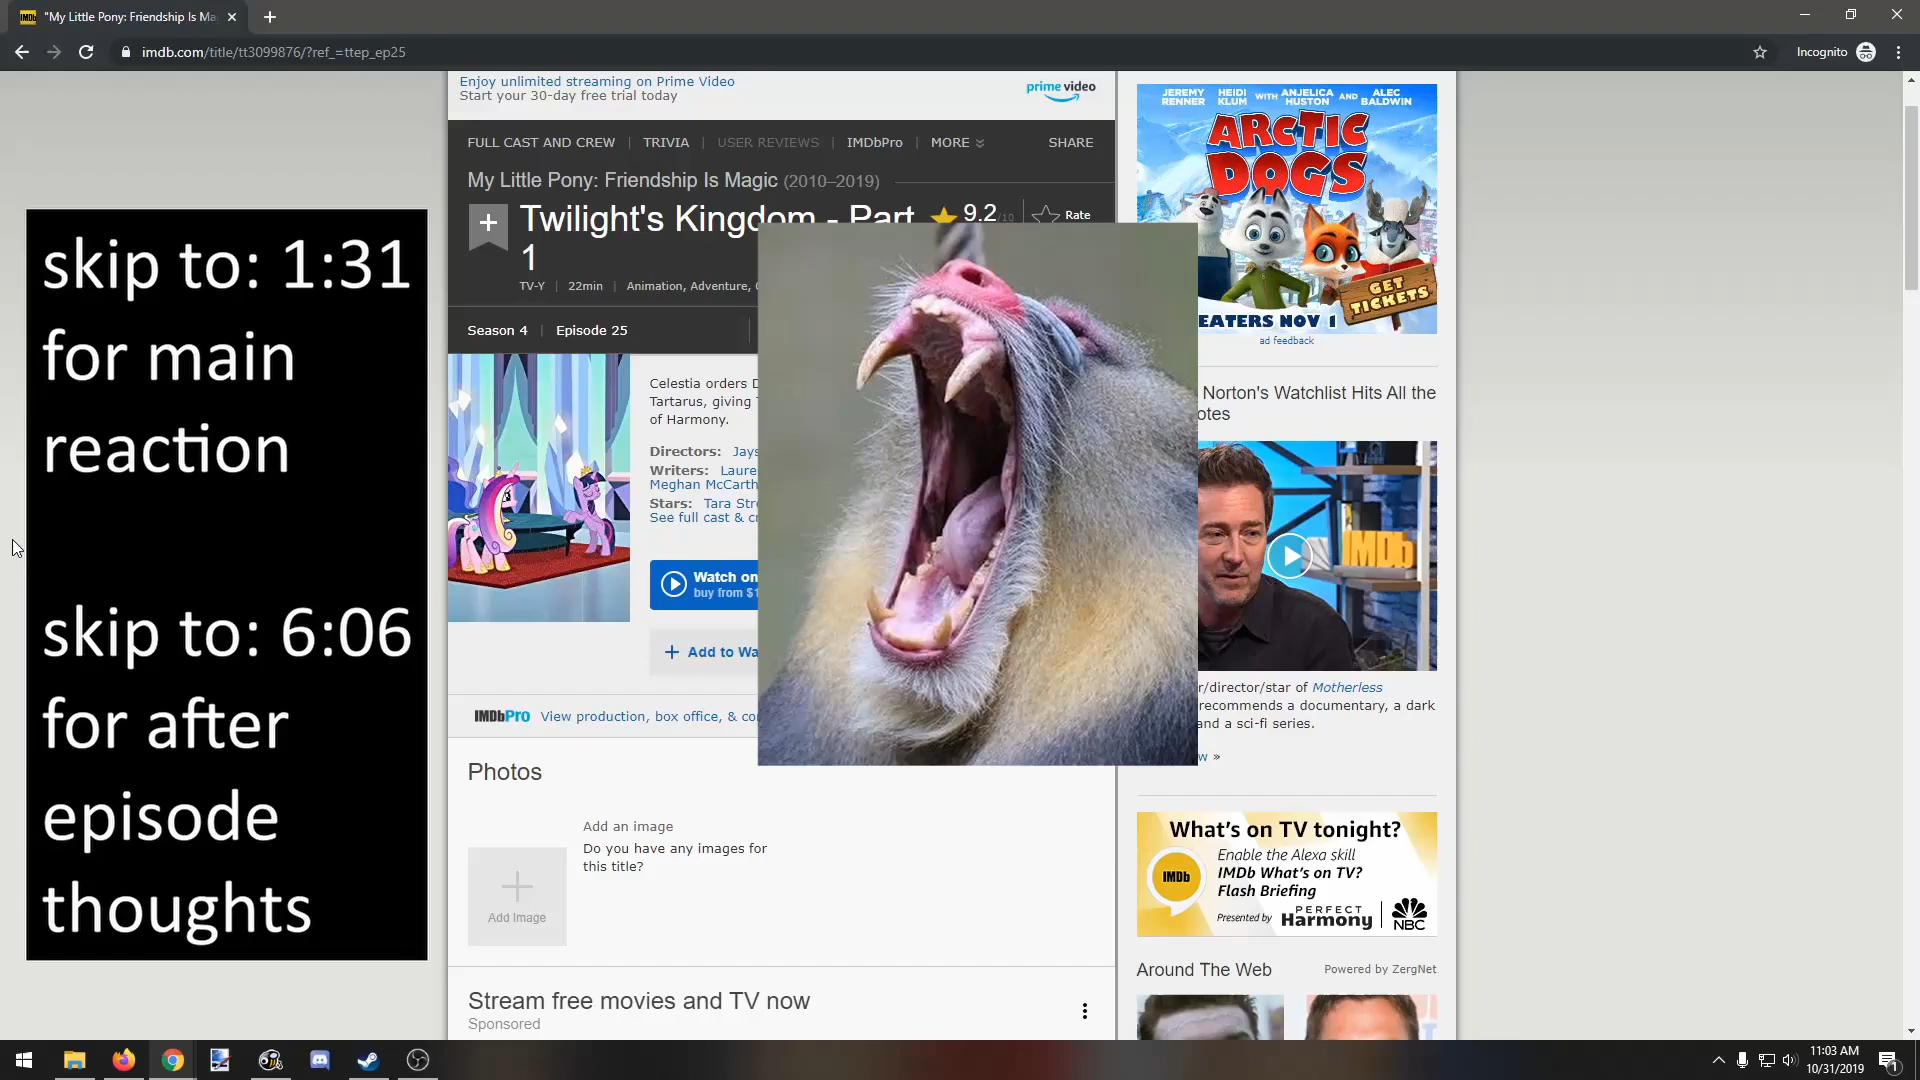 "My Little Pony: Friendship Is Ma
imdb.com/title/tt3099876/?ref_=ttep_ep25
Incognito
Enjoy unlimited streaming on Prime Video
Start your 30-day free trial today
prime video
FULL CAST AND CREW | TRIVIA | USER REVIEWS | IMDbPro | MORE | SHARE
My Little Pony: Friendship Is Magic (2010–2019)
Twilight's Kingdom - Part
1
9.2/10
Rate
TV-Y | 22min | Animation, Adventure,
Season 4 | Episode 25
Celestia orders
Tartarus, giving
of Harmony.
Directors:
Writers:
Meghan McCarth
Stars: Tara
See full cast &
Watch on
buy from
Add to
IMDbPro View production, box office, &
Photos
Add an image
Do you have any images for
this title?
Add Image
Stream free movies and TV now
Sponsored
skip to: 1:31
for main
reaction
skip to: 6:06
for after
episode
thoughts
JEREMY RENNER HEIDI KLUM WITH ANJELICA HUSTON AND ALEC BALDWIN
ARCTIC
DOGS
GET
TICKETS
EATERS NOV 1
ad feedback
Norton's Watchlist Hits All the
otes
IMDb
r/director/star of Motherless
recommends a documentary, a dark
and a sci-fi series.
w »
What's on TV tonight?
Enable the Alexa skill
IMDb What's on TV?
Flash Briefing
IMDb
Presented by PERFECT Harmony | NBC
Around The Web
Powered by ZergNet
11:03 AM
10/31/2019
1